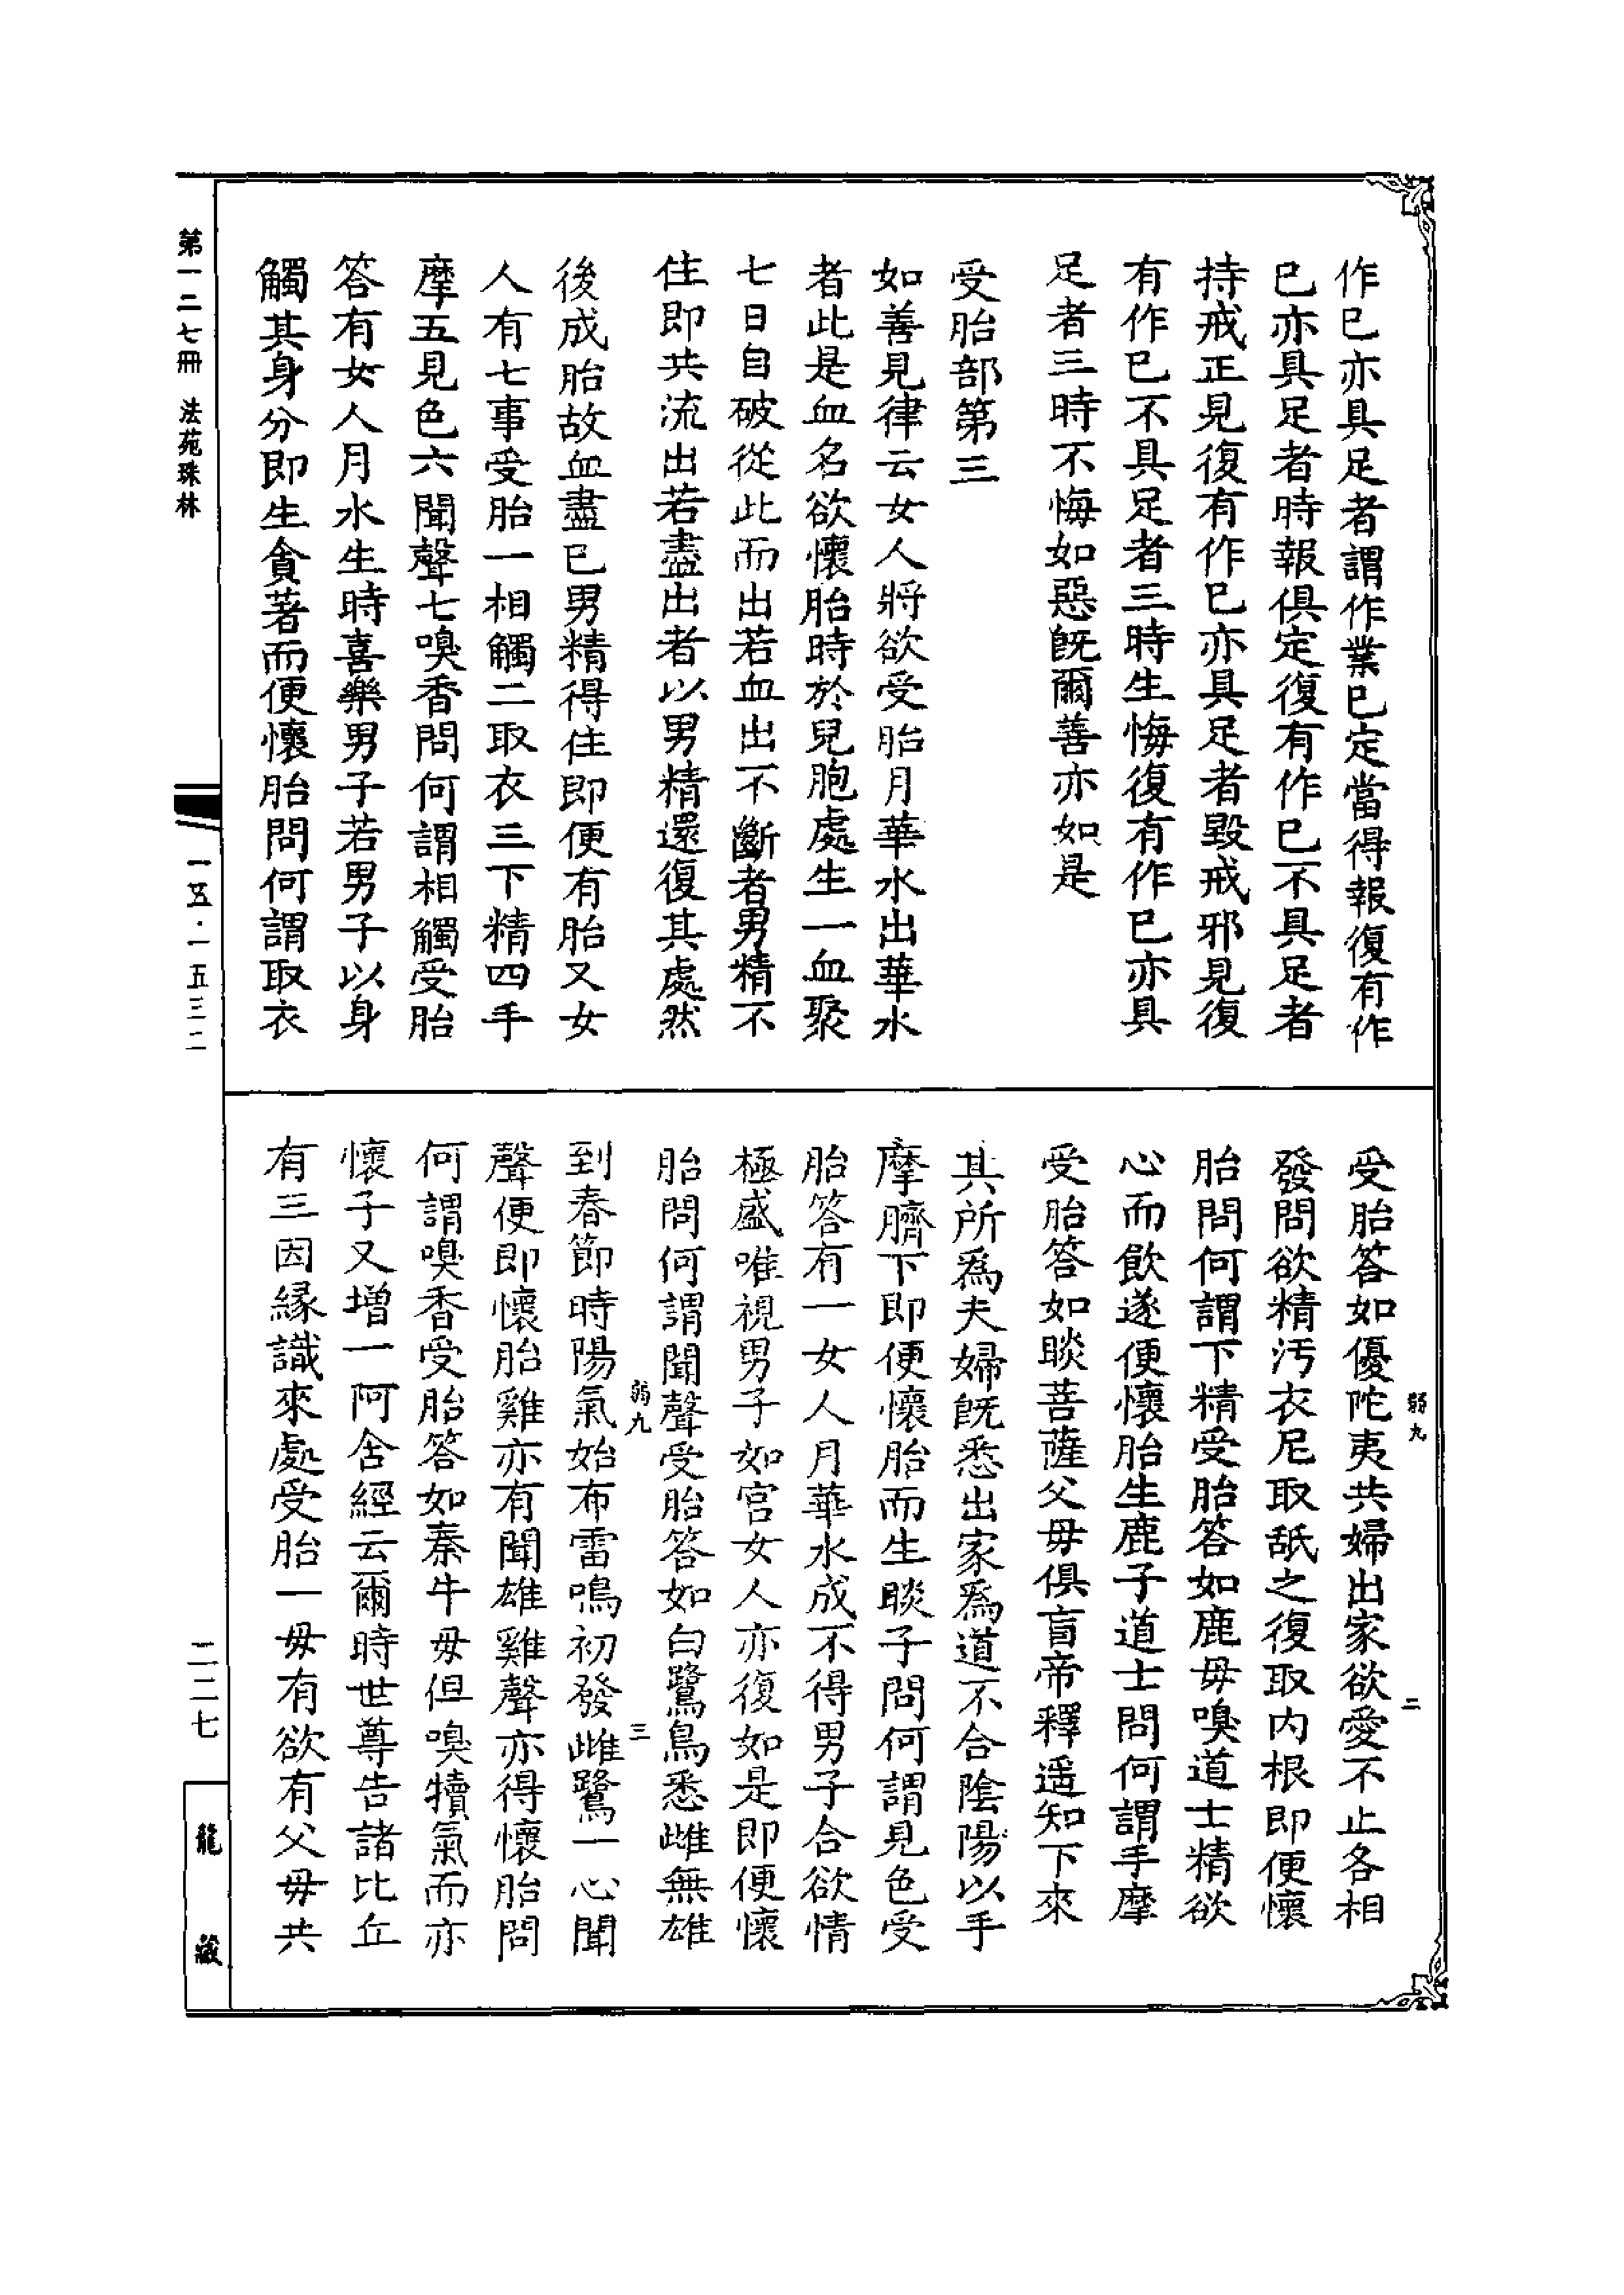 作已亦具足者謂作業已定當得報復有作
已亦具足者時報俱定復有作已不具足者
持戒正見復有作已亦具足者毀戒邪見復
有作已不具足者三時生悔復有作已亦具
足者三時不悔如惡既爾善亦如是
受胎部第三
如善見律云女人將欲受胎月華水出華水
者此是血名欲懷胎時於兒胞處生一血聚
七日自破從此而出若血出不斷者男精不
住即共流出若盡出者以男精還復其處然
後成胎故血盡已男精得住即便有胎又女
人有七事受胎一相觸二取衣三下精四手
摩五見色六聞聲七嗅香問何謂相觸受胎
答有女人月水生時喜樂男子若男子以身
觸其身分即生貪著而便懷胎問何謂取衣
受胎答如優陀夷共婦出家欲愛不止各相
發問欲精汚衣尼取舐之復取内根即便懷
胎問何謂下精受胎答如鹿毋嗅道士精欲
心而飲遂便懷胎生鹿子道士問何謂手摩
受胎答如睒菩薩父毋俱盲帝釋遥知下來
其所爲夫婦既悉出家爲道不合陰陽以手
摩臍下即便懷胎而生睒子問何謂見色受
胎答有一女人月華水成不得男子合欲情
極盛唯視男子如宫女人亦復如是即便懷
胎問何謂聞聲受胎答如白鷺鳥悉雌無雄
到春節時陽氣始布雷鳴初發雌鷺一心聞
聲便即懷胎雞亦有聞雄雞聲亦得懷胎問
何謂嗅香受胎答如秦牛毋但嗅犢氣而亦
懷子又增一阿含經云爾時世尊告諸比丘
有三因縁識來處受胎一毋有欲有父毋共
弱九
二
弱九
三
第一二七冊 法苑珠林
一五·一五三二
二二七
龍藏